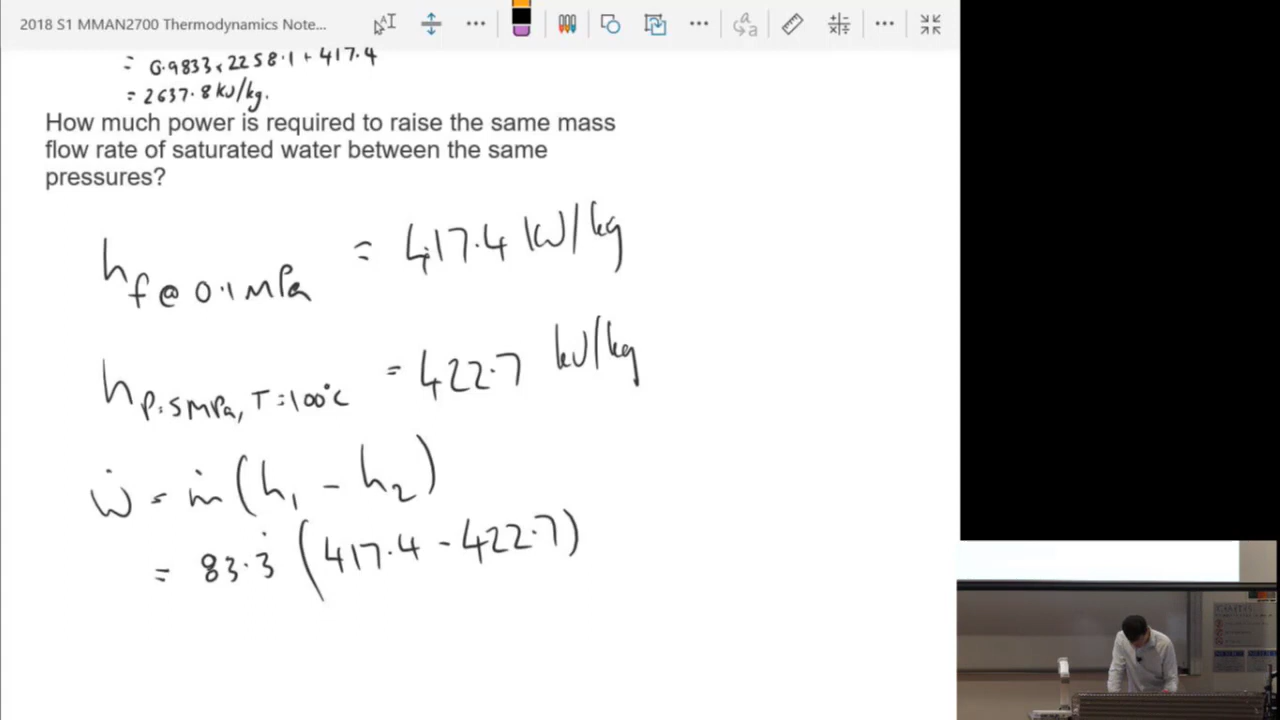 2018 S1 MMAN2700 Thermodynamics Note...
= 0.9833 × 2258.1 + 417.4
= 2637.8 kJ/kg.
How much power is required to raise the same mass
flow rate of saturated water between the same
pressures?
h f @ 0.1 MPa = 417.4 kJ/kg
h P=5MPa, T=100°C = 422.7 kJ/kg
Ẇ = ṁ(h₁ - h₂)
= 83.3̇ (417.4 - 422.7)